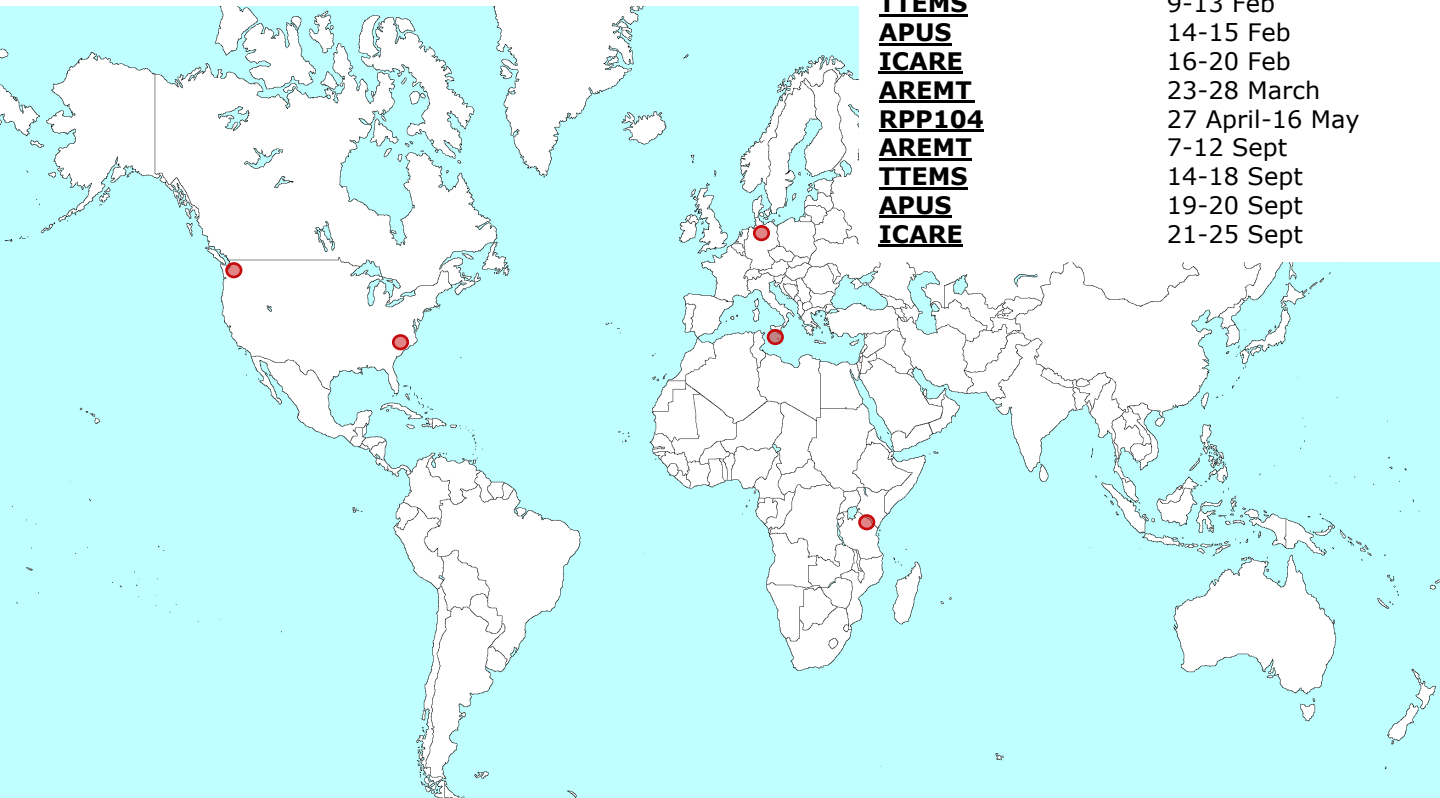 TTEMS 9-13 Feb
APUS 14-15 Feb
ICARE 16-20 Feb
AREMT 23-28 March
RPP104 27 April-16 May
AREMT 7-12 Sept
TTEMS 14-18 Sept
APUS 19-20 Sept
ICARE 21-25 Sept